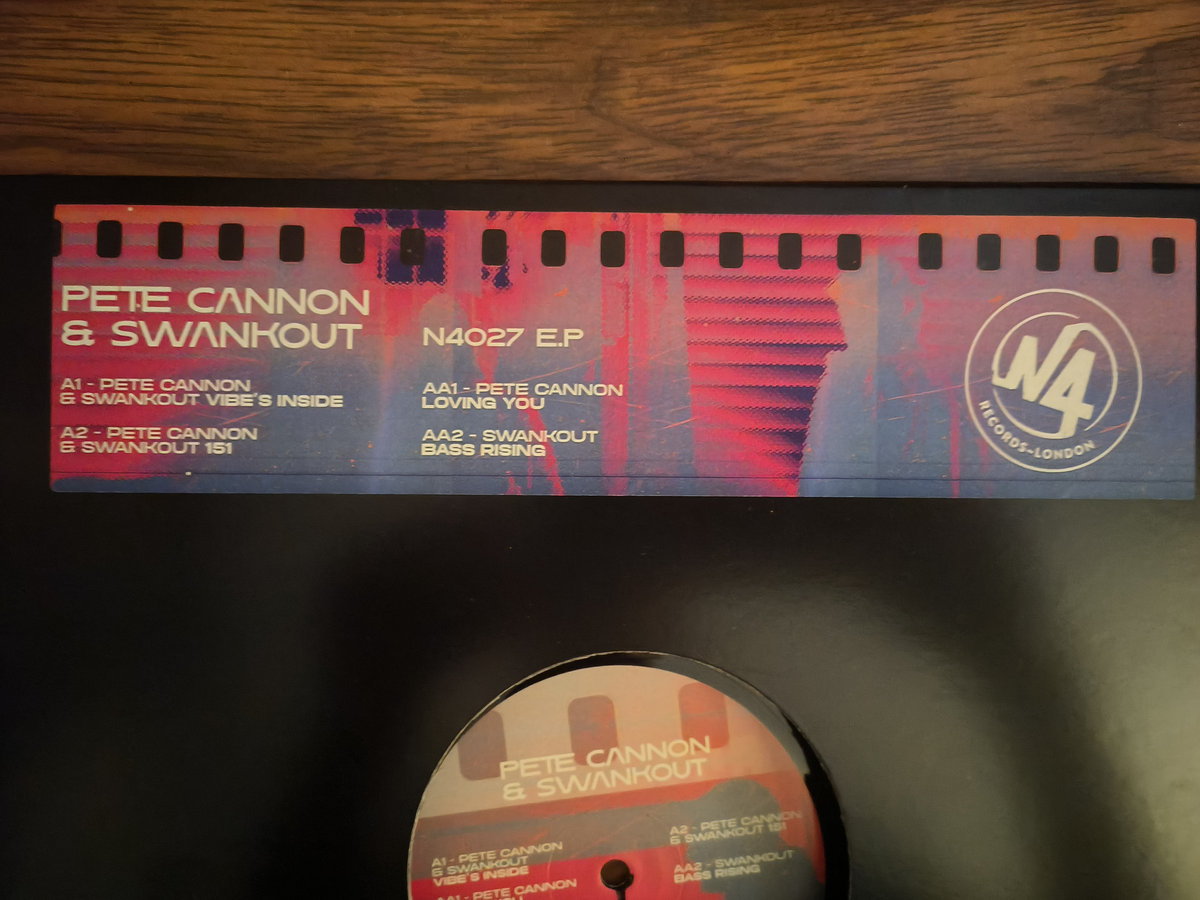 PETE CANNON
& SWANKOUT
N4027 E.P
A1 - PETE CANNON
& SWANKOUT VIBE'S INSIDE
A2 - PETE CANNON
& SWANKOUT 151
AA1 - PETE CANNON
LOVING YOU
AA2 - SWANKOUT
BASS RISING
N4
RECORDS-LONDON
PETE CANNON
& SWANKOUT
A1 - PETE CANNON
& SWANKOUT
VIBE'S INSIDE
AA1 - PETE CANNON
A2 - PETE CANNON
& SWANKOUT 151
AA2 - SWANKOUT
BASS RISING